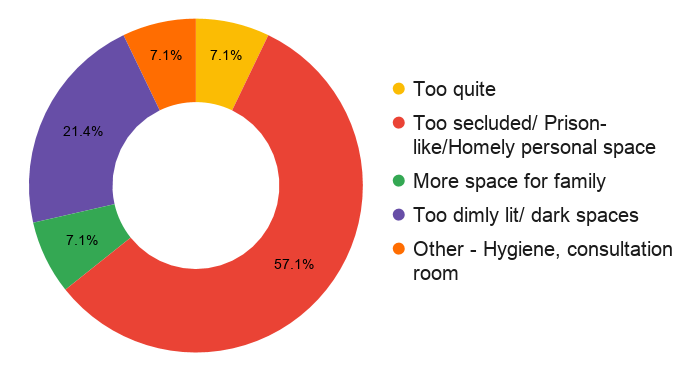 7.1%
7.1%
21.4%
7.1%
57.1%
Too quite
Too secluded/ Prison-
like/Homely personal space
More space for family
Too dimly lit/ dark spaces
Other - Hygiene, consultation
room